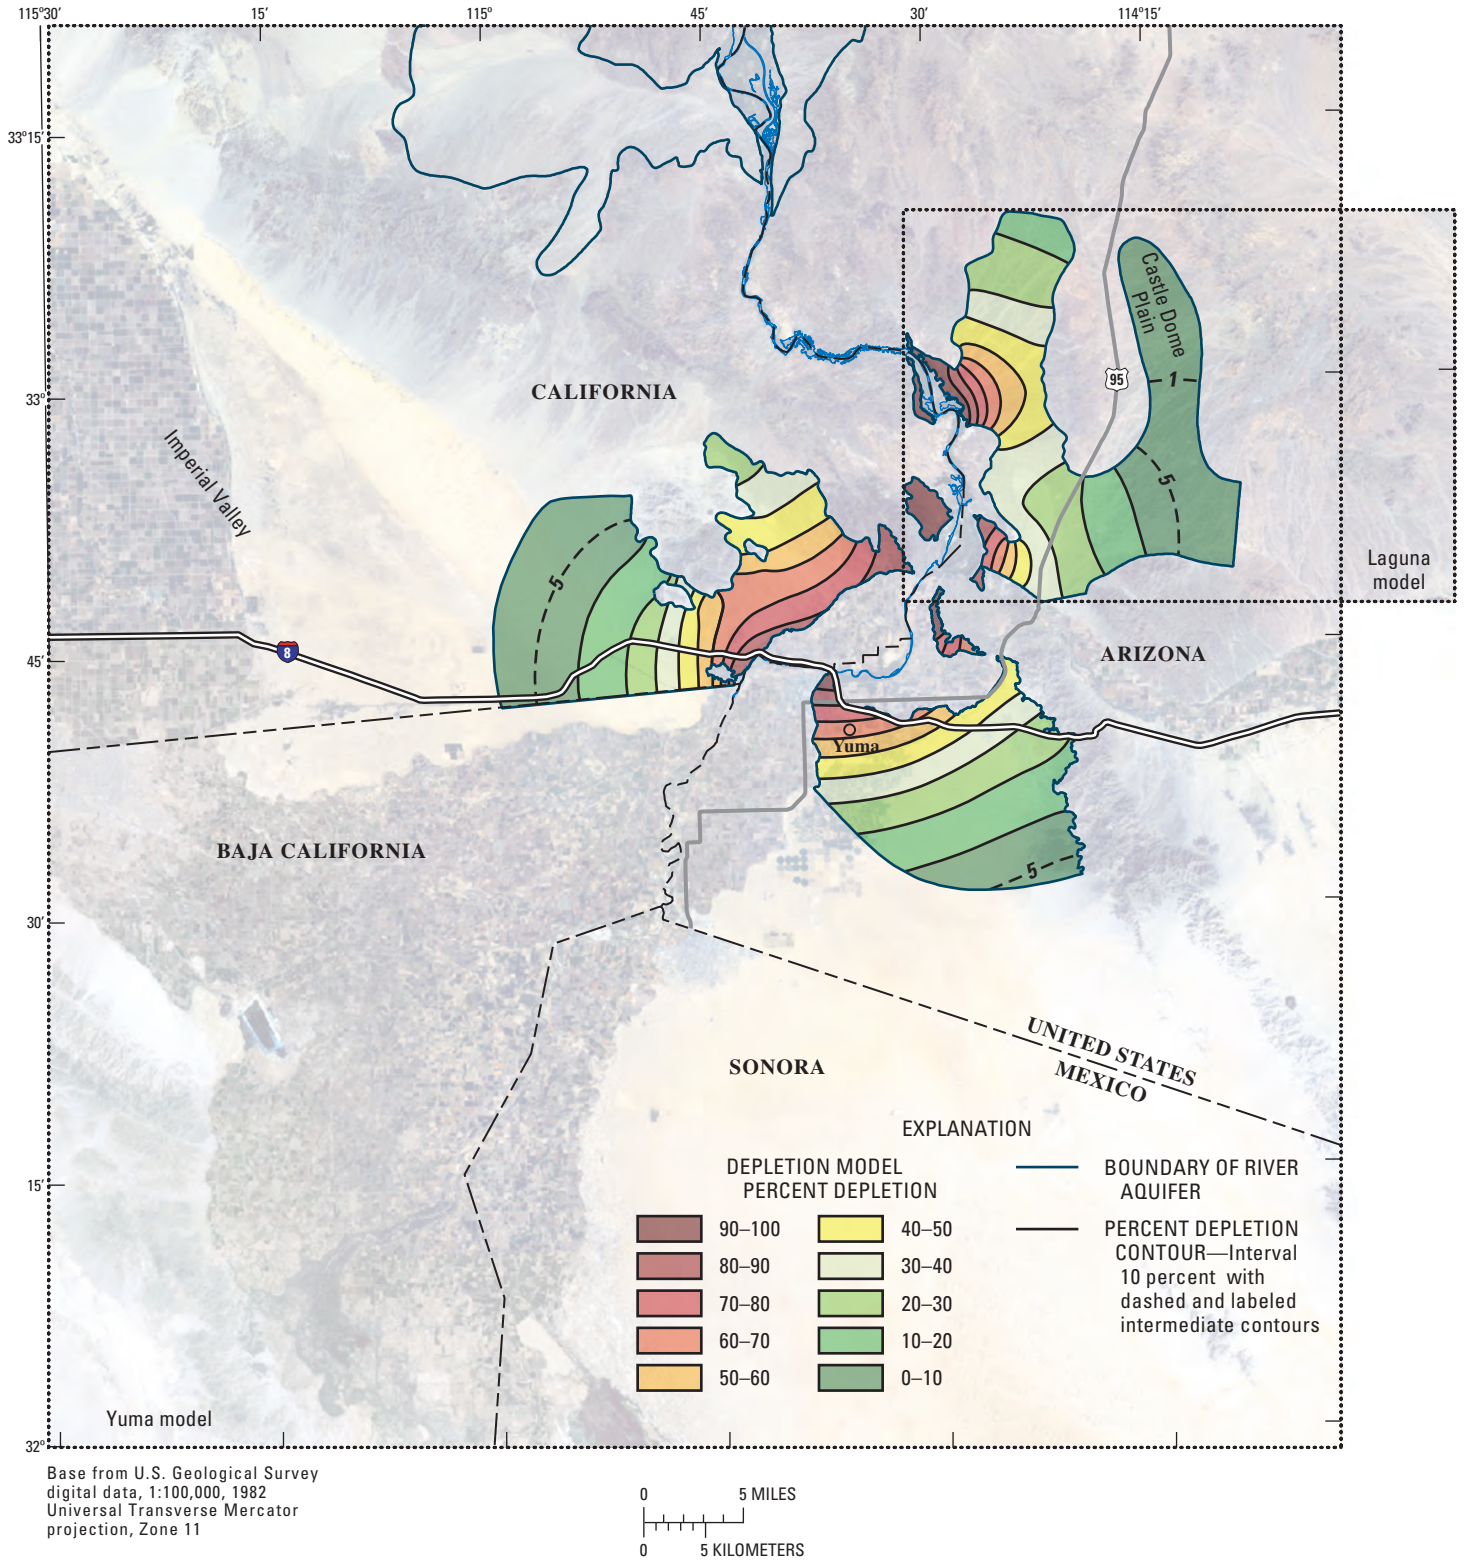 115°30'
15'
115°
45'
30'
114°15'
33°15'
33°
45'
30'
15'
32°
Castle Dome
Plain
1
95
CALIFORNIA
Imperial Valley
5
5
Laguna
model
8
ARIZONA
Yuma
BAJA CALIFORNIA
5
SONORA
UNITED STATES
MEXICO
EXPLANATION
DEPLETION MODEL
PERCENT DEPLETION
90–100
80–90
70–80
60–70
50–60
40–50
30–40
20–30
10–20
0–10
BOUNDARY OF RIVER
AQUIFER
PERCENT DEPLETION
CONTOUR—Interval
10 percent with
dashed and labeled
intermediate contours
Yuma model
Base from U.S. Geological Survey
digital data, 1:100,000, 1982
Universal Transverse Mercator
projection, Zone 11
0 5 MILES
0 5 KILOMETERS